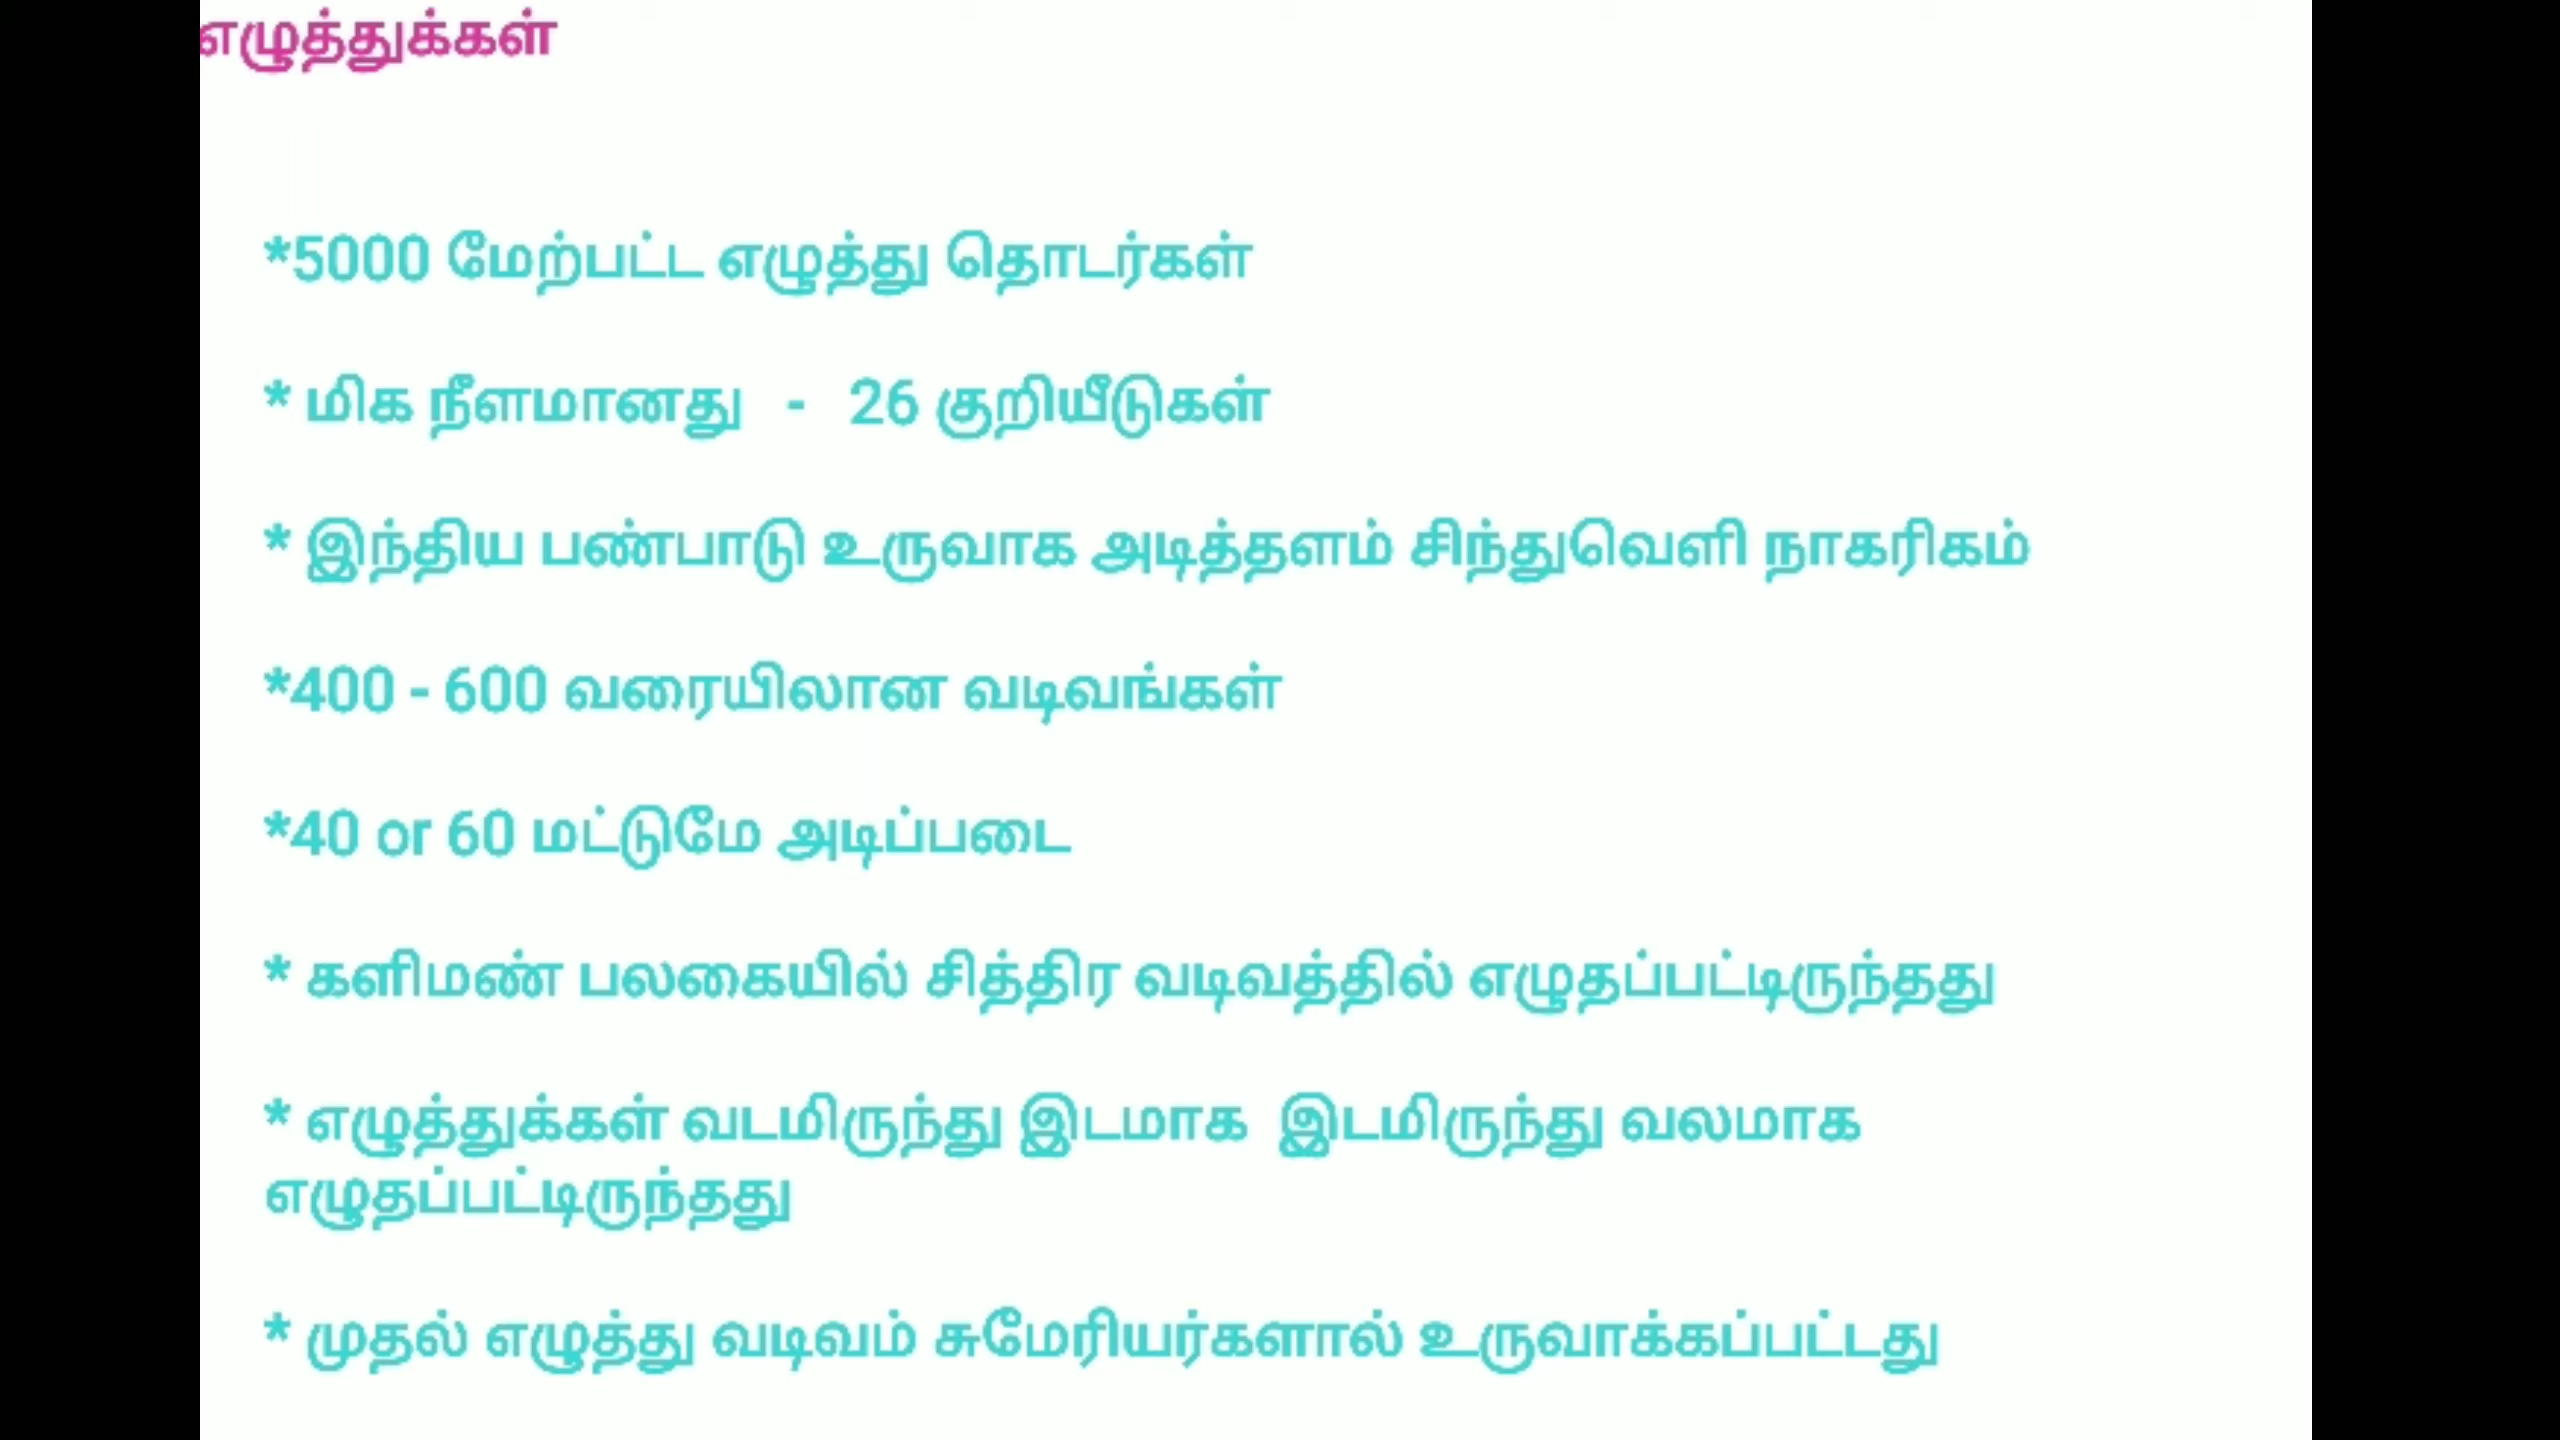 எழுத்துக்கள்
*5000 மேற்பட்ட எழுத்து தொடர்கள்
* மிக நீளமானது - 26 குறியீடுகள்
* இந்திய பண்பாடு உருவாக அடித்தளம் சிந்துவெளி நாகரிகம்
*400 - 600 வரையிலான வடிவங்கள்
*40 or 60 மட்டுமே அடிப்படை
* களிமண் பலகையில் சித்திர வடிவத்தில் எழுதப்பட்டிருந்தது
* எழுத்துக்கள் வடமிருந்து இடமாக இடமிருந்து வலமாக
எழுதப்பட்டிருந்தது
* முதல் எழுத்து வடிவம் சுமேரியர்களால் உருவாக்கப்பட்டது